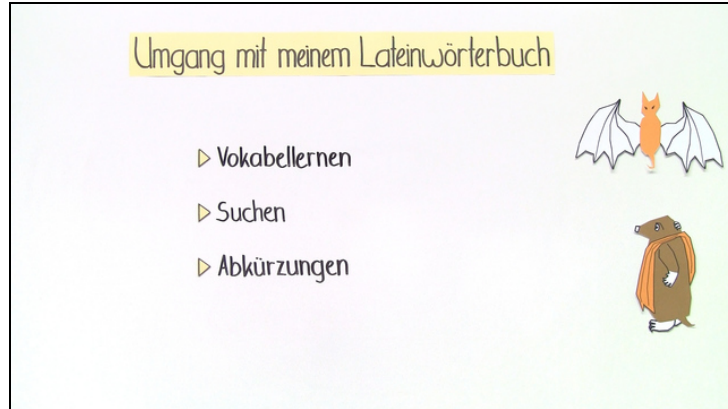 Umgang mit meinem Lateinwörterbuch
Vokabellernen
Suchen
Abkürzungen